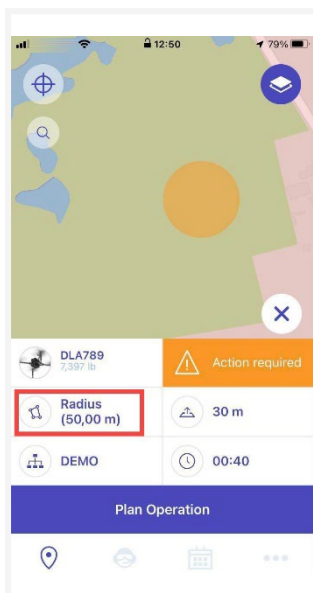 12:50
79%
DLA789
7,397 lb
Action required
Radius
(50,00 m)
30 m
DEMO
00:40
Plan Operation